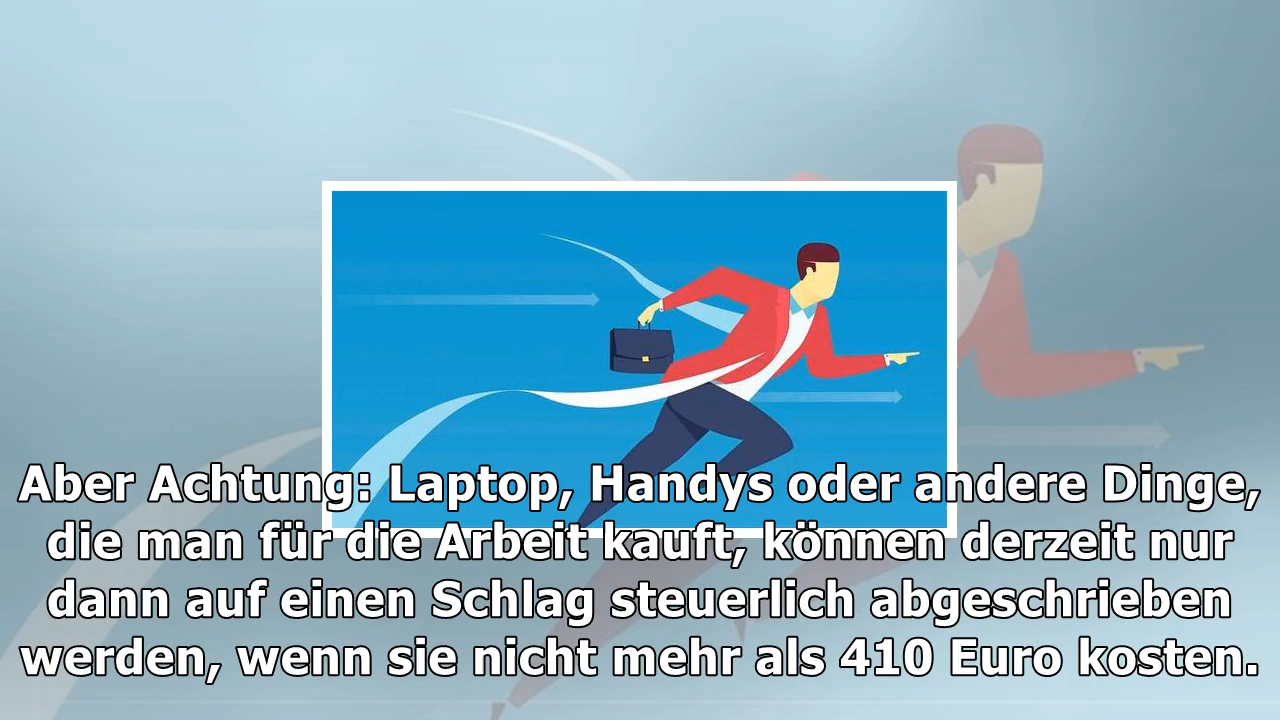 Aber Achtung: Laptop, Handys oder andere Dinge,
die man für die Arbeit kauft, können derzeit nur
dann auf einen Schlag steuerlich abgeschrieben
werden, wenn sie nicht mehr als 410 Euro kosten.